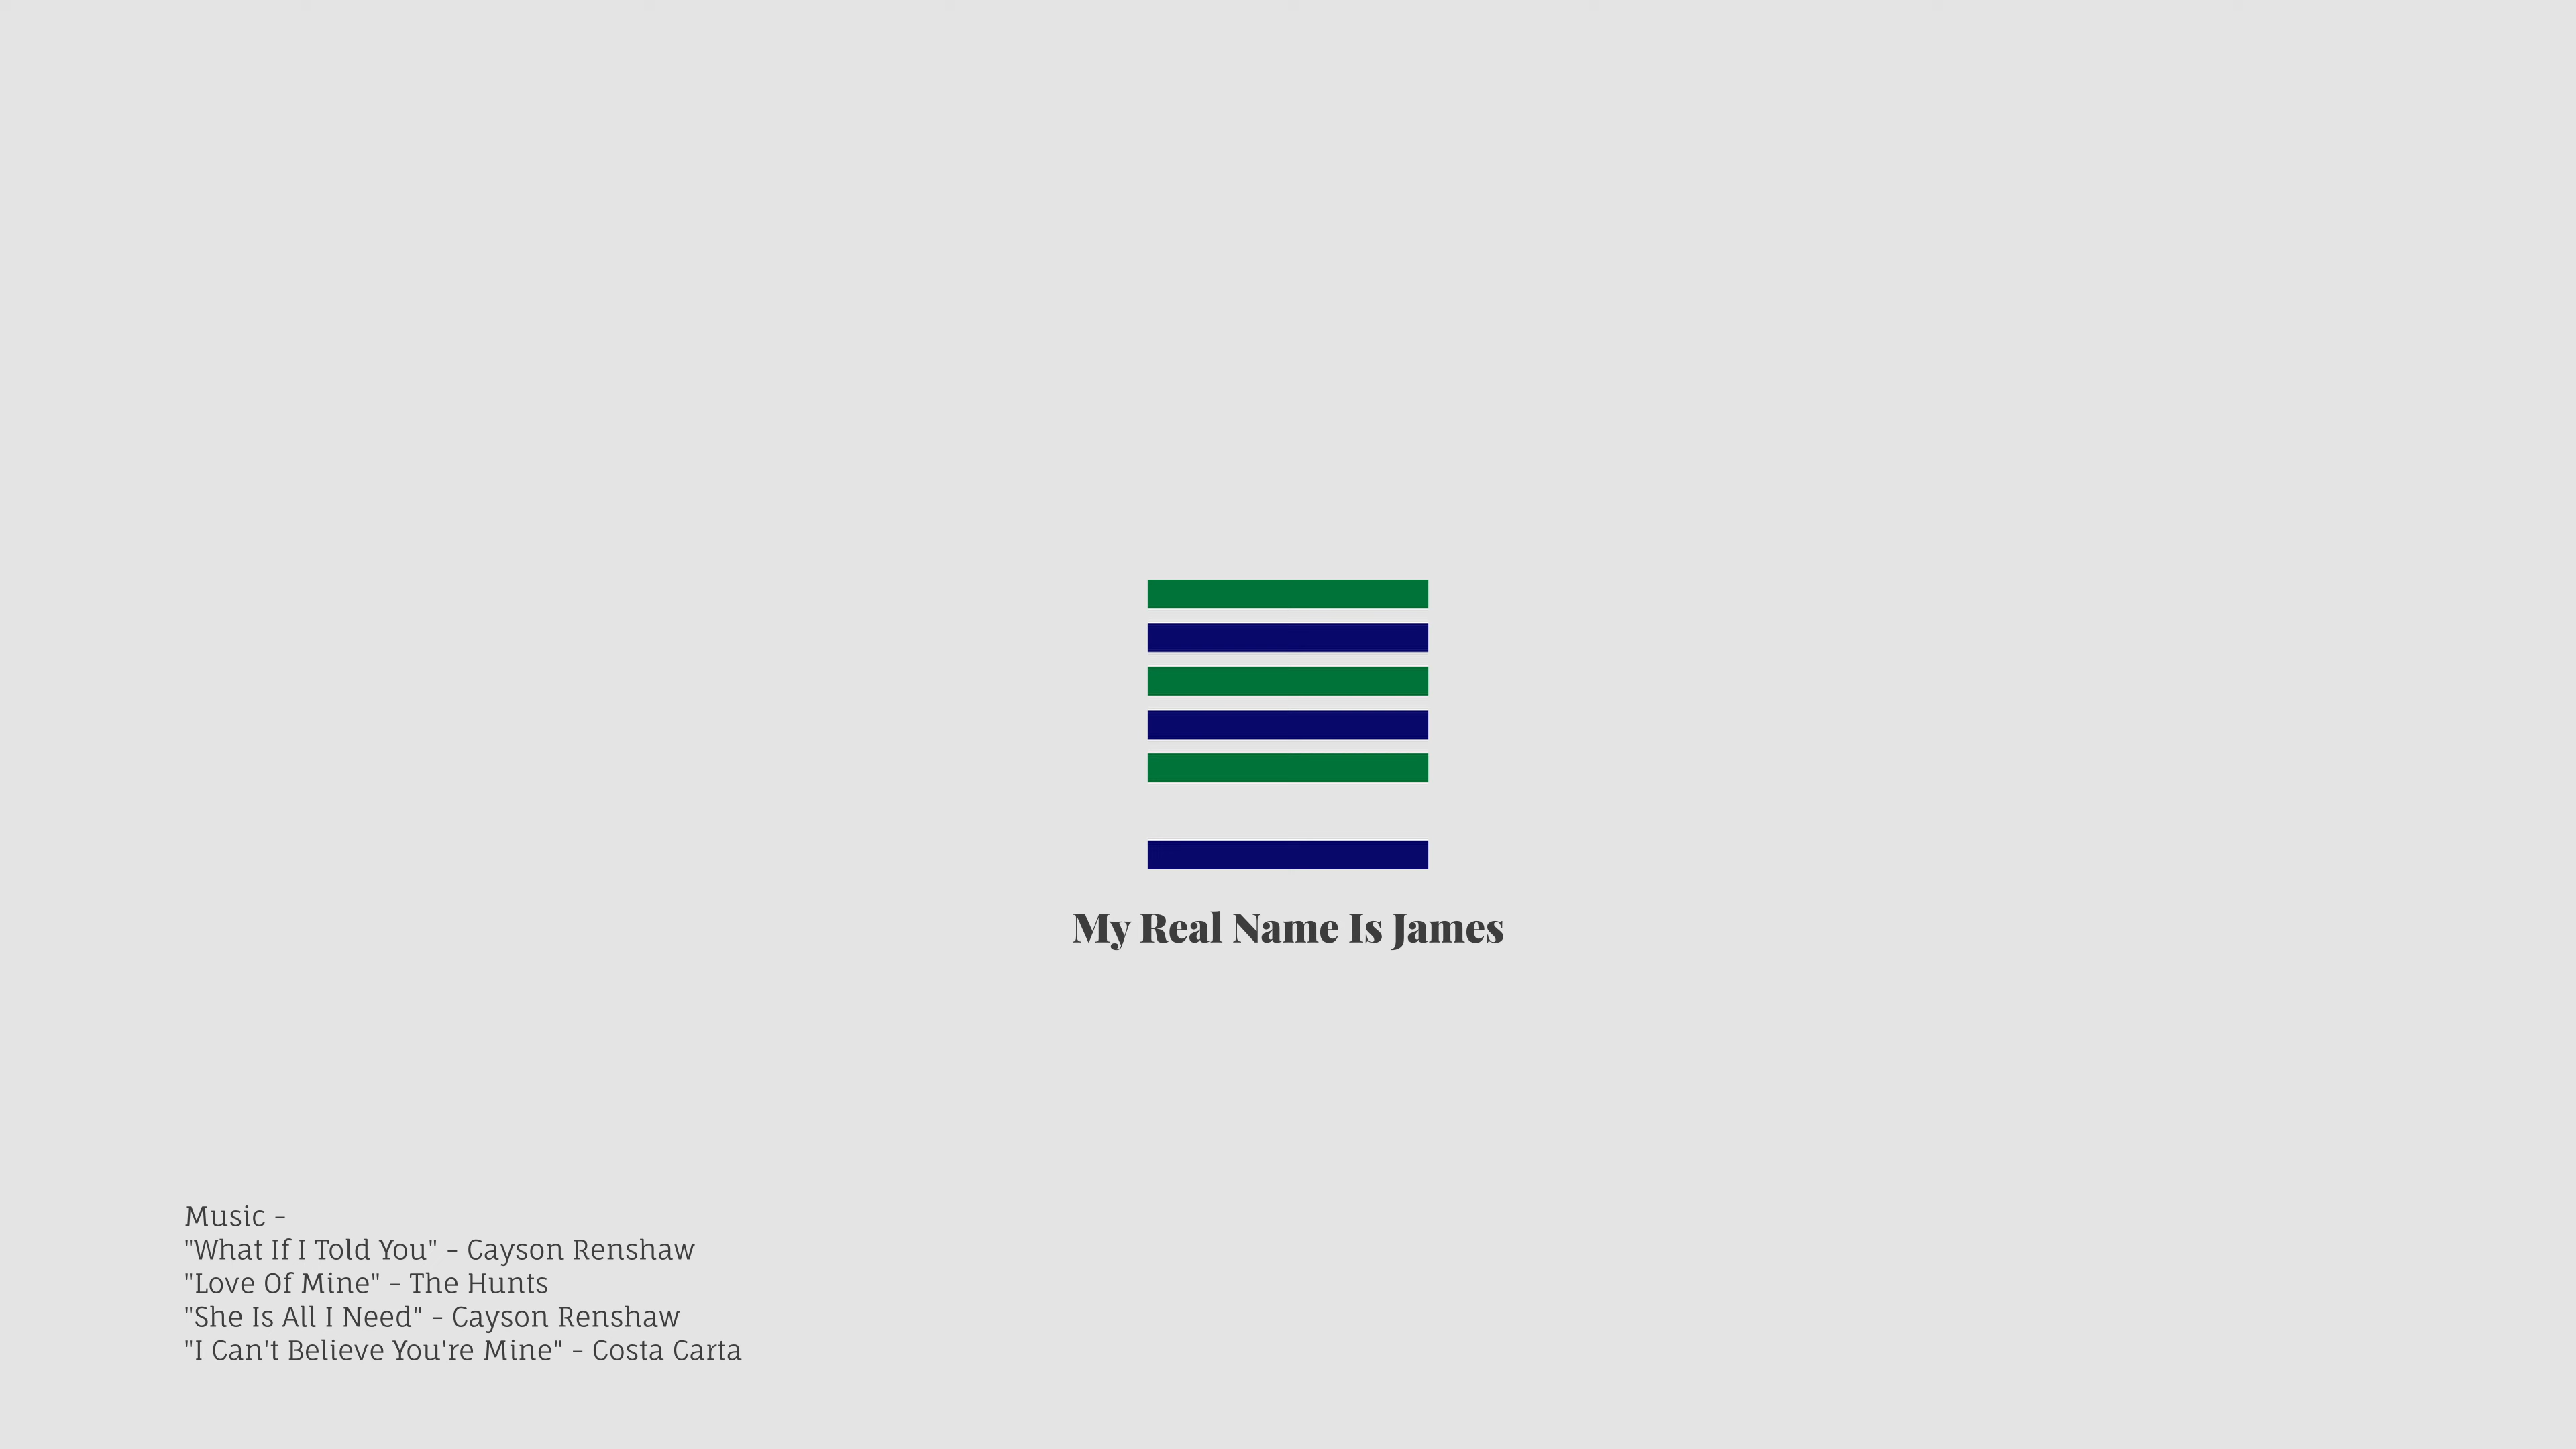 My Real Name Is James
Music -
"What If I Told You" - Cayson Renshaw
"Love Of Mine" - The Hunts
"She Is All I Need" - Cayson Renshaw
"I Can't Believe You're Mine" - Costa Carta